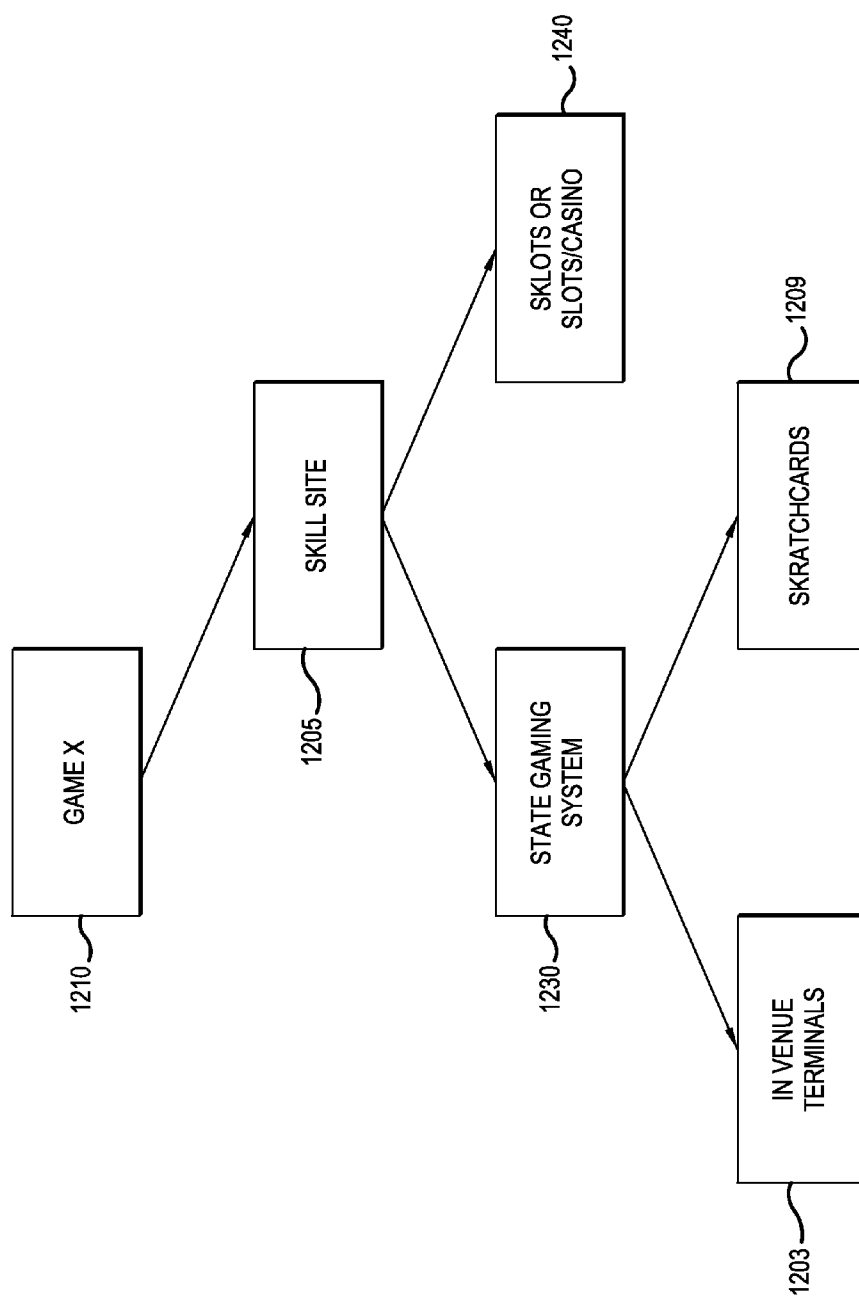 GAME X
1210
SKILL SITE
1205
STATE GAMING
SYSTEM
1230
SKLOTS OR
SLOTS/CASINO
1240
IN VENUE
TERMINALS
1203
SKRATCHCARDS
1209